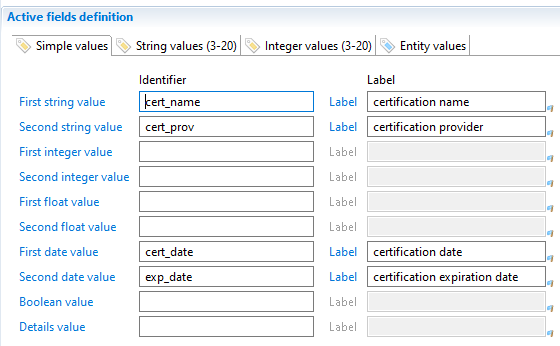 Active fields definition
Simple values String values (3-20) Integer values (3-20) Entity values
Identifier Label
First string value cert_name Label certification name
Second string value cert_prov Label certification provider
First integer value Label
Second integer value Label
First float value Label
Second float value Label
First date value cert_date Label certification date
Second date value exp_date Label certification expiration date
Boolean value Label
Details value Label